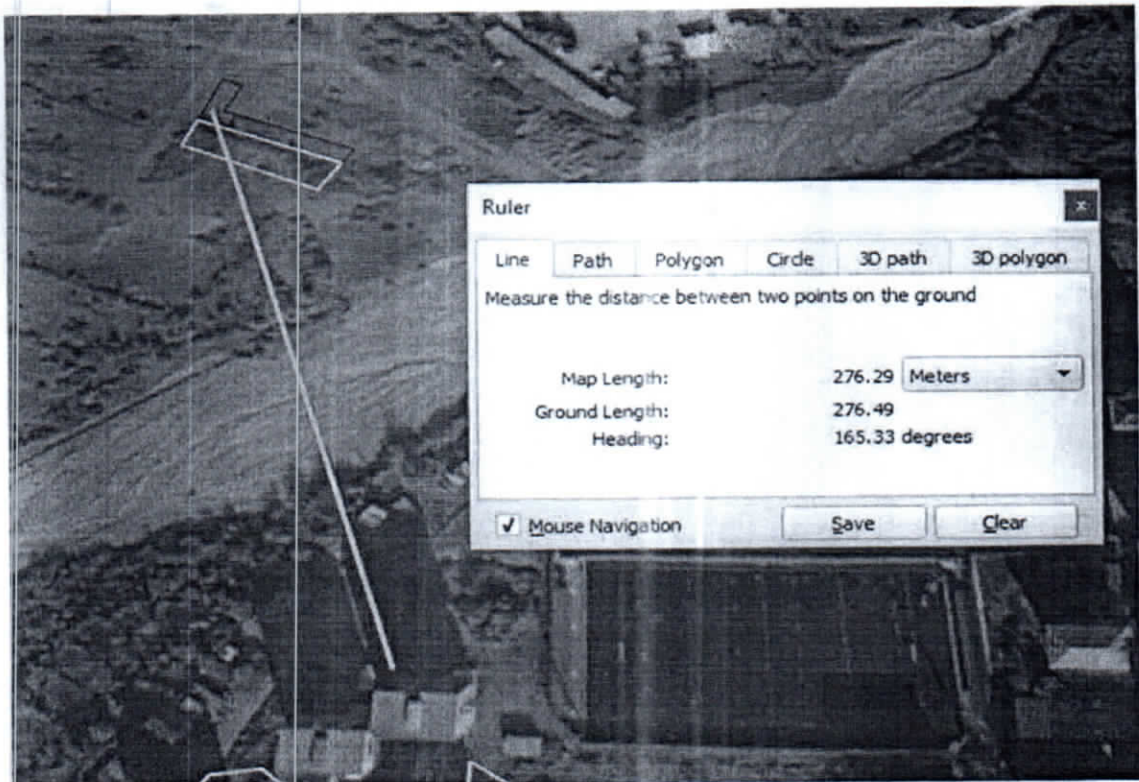 Ruler
Line Path Polygon Circle 3D path 3D polygon
Measure the distance between two points on the ground
Map Length: 276.29 Meters
Ground Length: 276.49
Heading: 165.33 degrees
✓ Mouse Navigation Save Clear